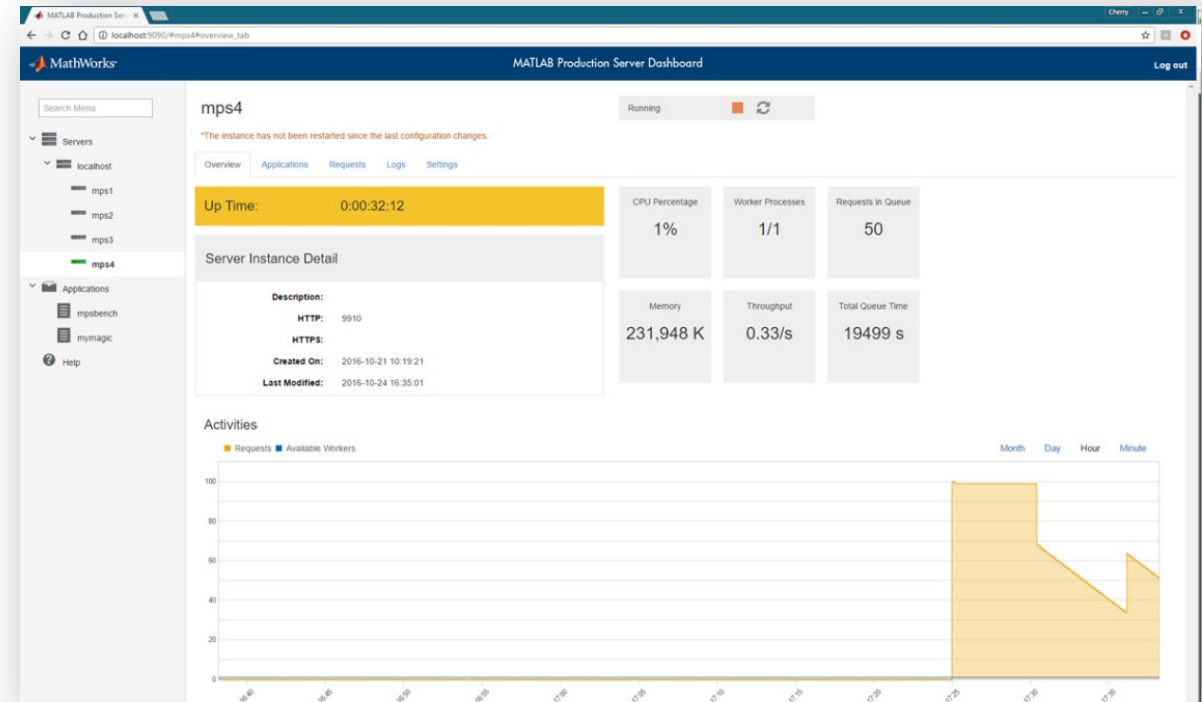 MATLAB Production Ser
Cherry
localhost:9090/#mps4#overview_tab
MathWorks
MATLAB Production Server Dashboard
Log out
Search Menu
Servers
localhost
mps1
mps2
mps3
mps4
Applications
mpsbench
mymagic
Help
mps4
Running
*The instance has not been restarted since the last configuration changes.
Overview Applications Requests Logs Settings
Up Time: 0:00:32:12
Server Instance Detail
Description:
HTTP: 9910
HTTPS:
Created On: 2016-10-21 10:19:21
Last Modified: 2016-10-24 16:35:01
CPU Percentage
1%
Worker Processes
1/1
Requests in Queue
50
Memory
231,948 K
Throughput
0.33/s
Total Queue Time
19499 s
Activities
Requests Available Workers
Month Day Hour Minute
100
80
60
40
20
0
16:40 16:45 16:50 16:55 17:00 17:05 17:10 17:15 17:20 17:25 17:30 17:35